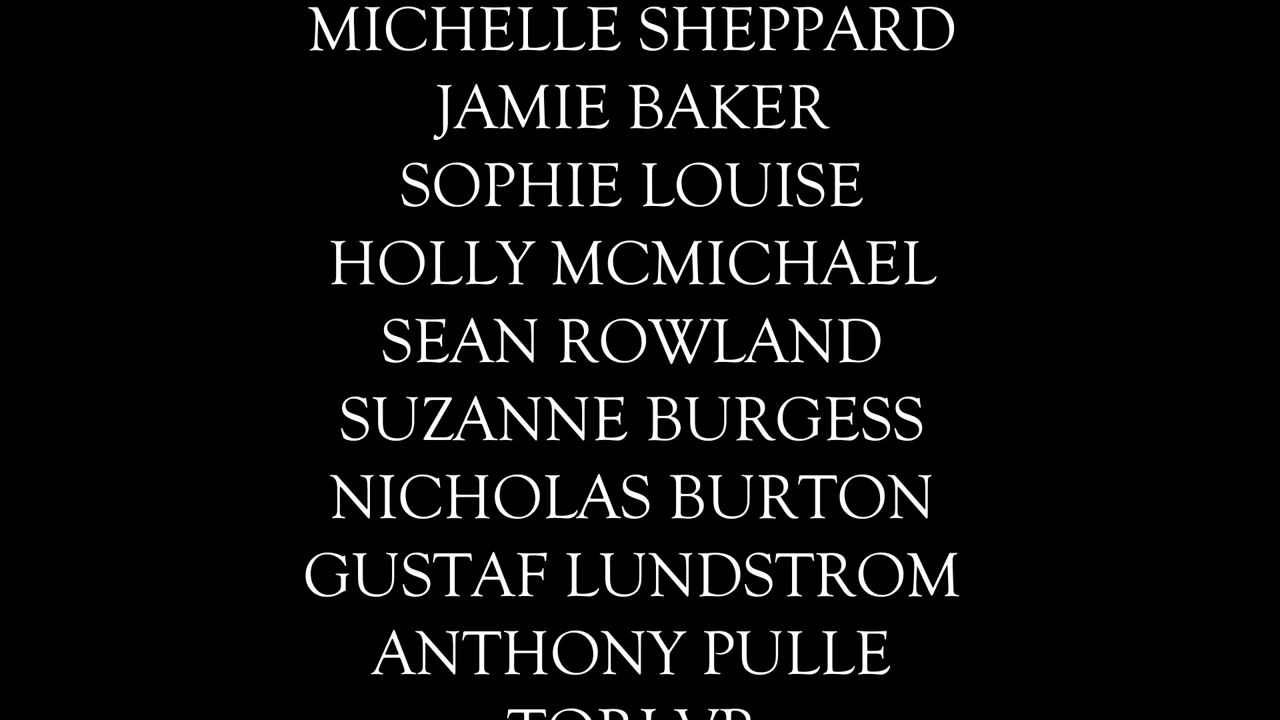 MICHELLE SHEPPARD
JAMIE BAKER
SOPHIE LOUISE
HOLLY MCMICHAEL
SEAN ROWLAND
SUZANNE BURGESS
NICHOLAS BURTON
GUSTAF LUNDSTROM
ANTHONY PULLE